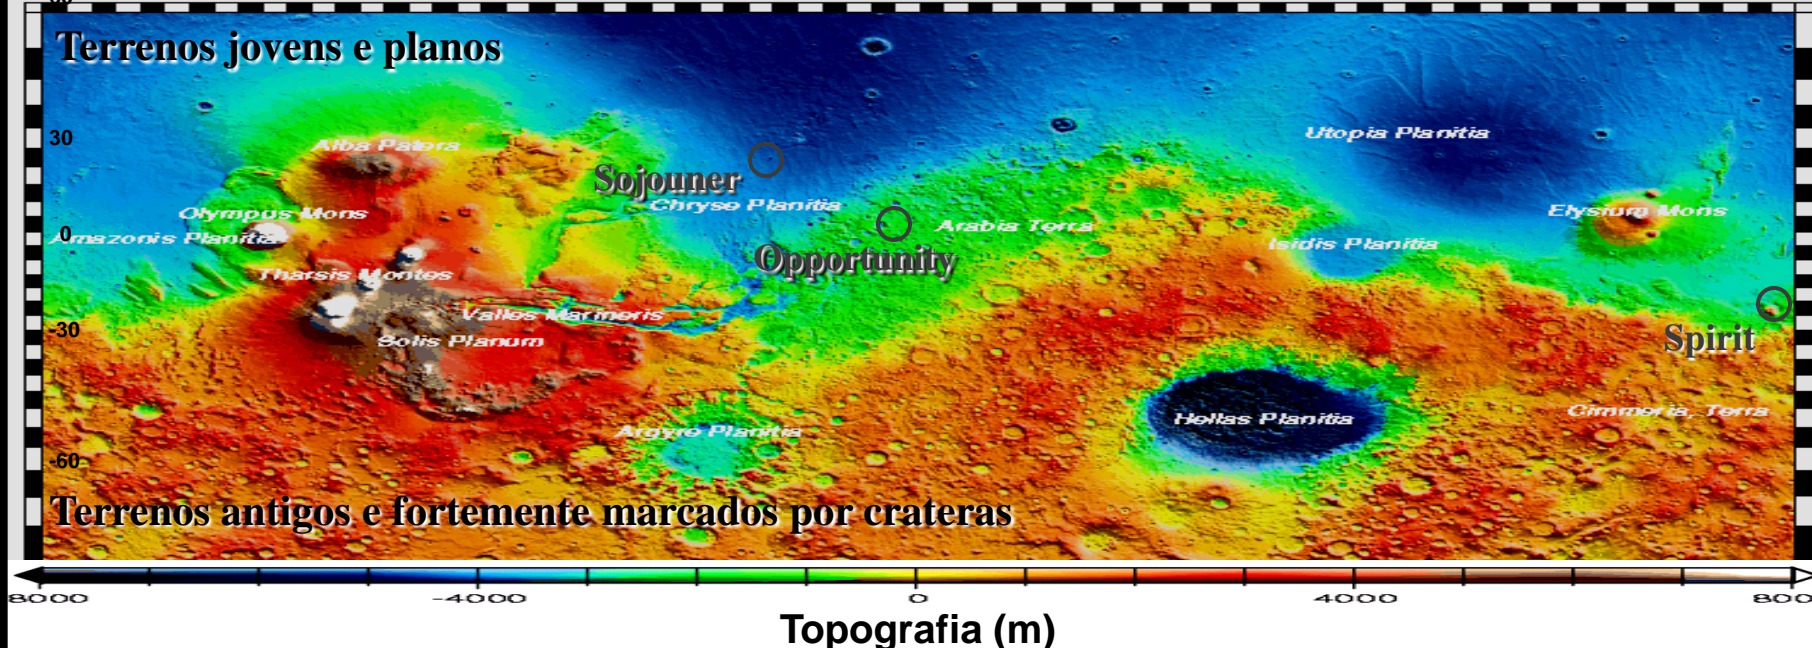 Terrenos jovens e planos
30
Utopia Planitia
Alba Patera
Sojouner
Chryse Planitia
Olympus Mons
Elysium Mons
0
Amazonis Planitia
Arabia Terra
Isidis Planitia
Opportunity
Tharsis Montes
Valles Marineris
-30
Solis Planum
Spirit
Cimmeria, Terra
Hellas Planitia
Argyre Planitia
-60
Terrenos antigos e fortemente marcados por crateras
8000 -4000 0 4000 800
Topografia (m)